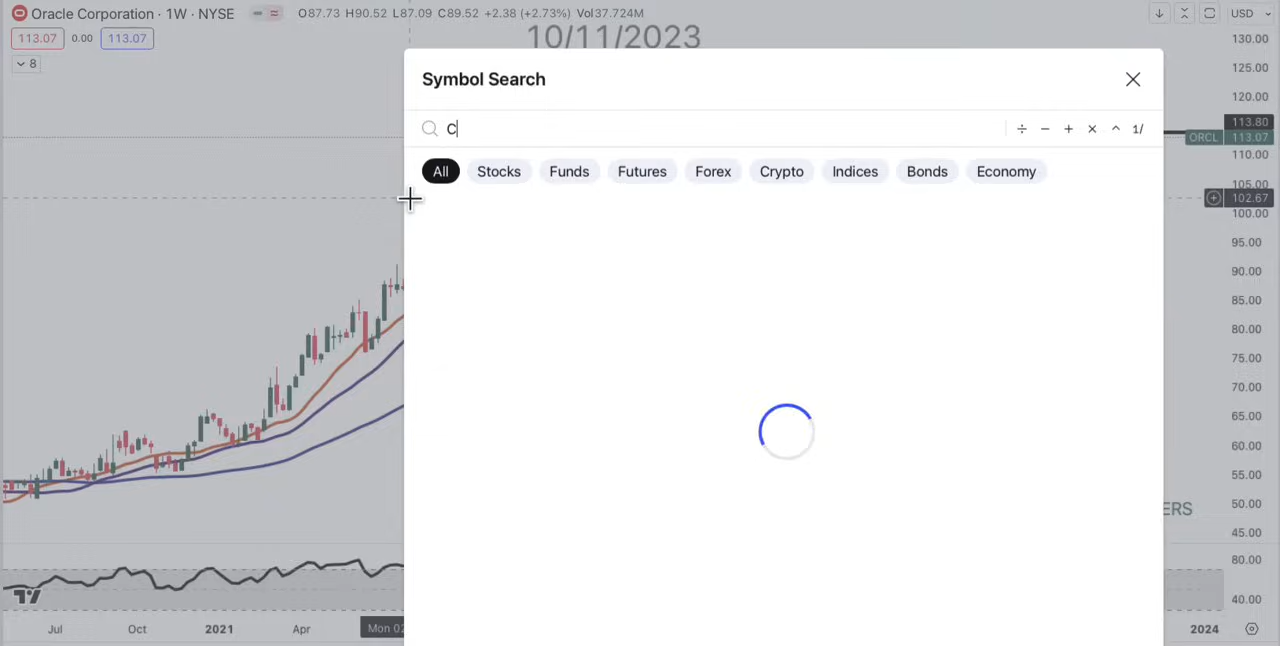 Oracle Corporation · 1W · NYSE O87.73 H90.52 L87.09 C89.52 +2.38 (+2.73%) Vol37.724M USD
113.07 0.00 113.07
8
10/11/2023
Symbol Search
C
÷ − + × ^ 1/
All Stocks Funds Futures Forex Crypto Indices Bonds Economy
130.00
125.00
120.00
113.80
ORCL 113.07
110.00
105.00
102.67
100.00
95.00
90.00
85.00
80.00
75.00
70.00
65.00
60.00
55.00
50.00
ERS
45.00
80.00
40.00
Jul Oct 2021 Apr Mon 02 2024